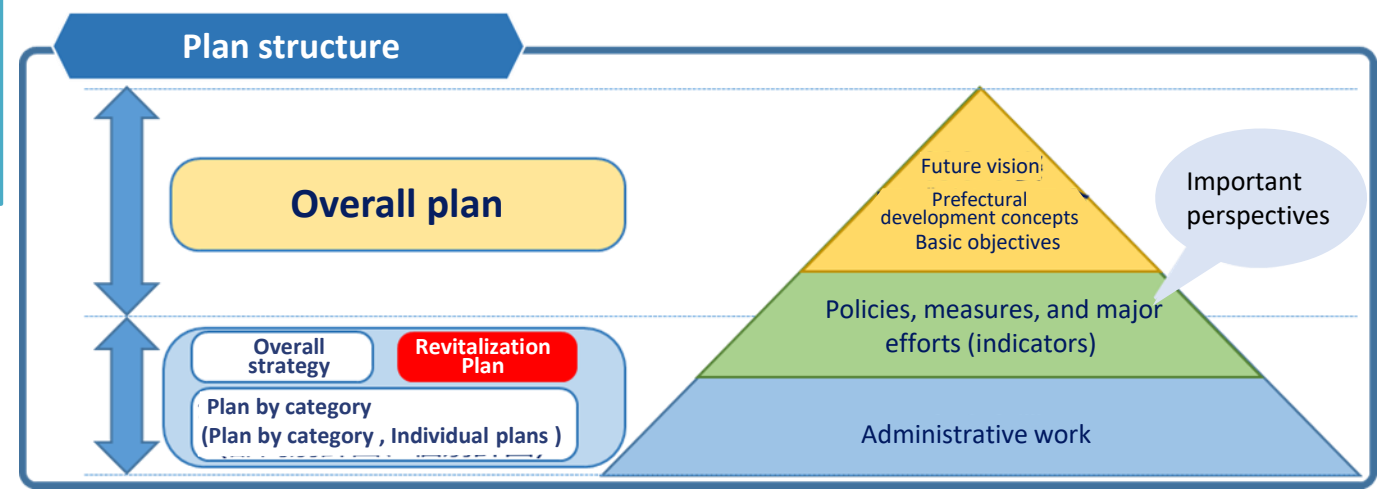 Plan structure
Overall plan
Future vision
Prefectural
development concepts
Basic objectives
Important
perspectives
Policies, measures, and major
efforts (indicators)
Overall
strategy
Revitalization
Plan
Plan by category
(Plan by category , Individual plans )
Administrative work